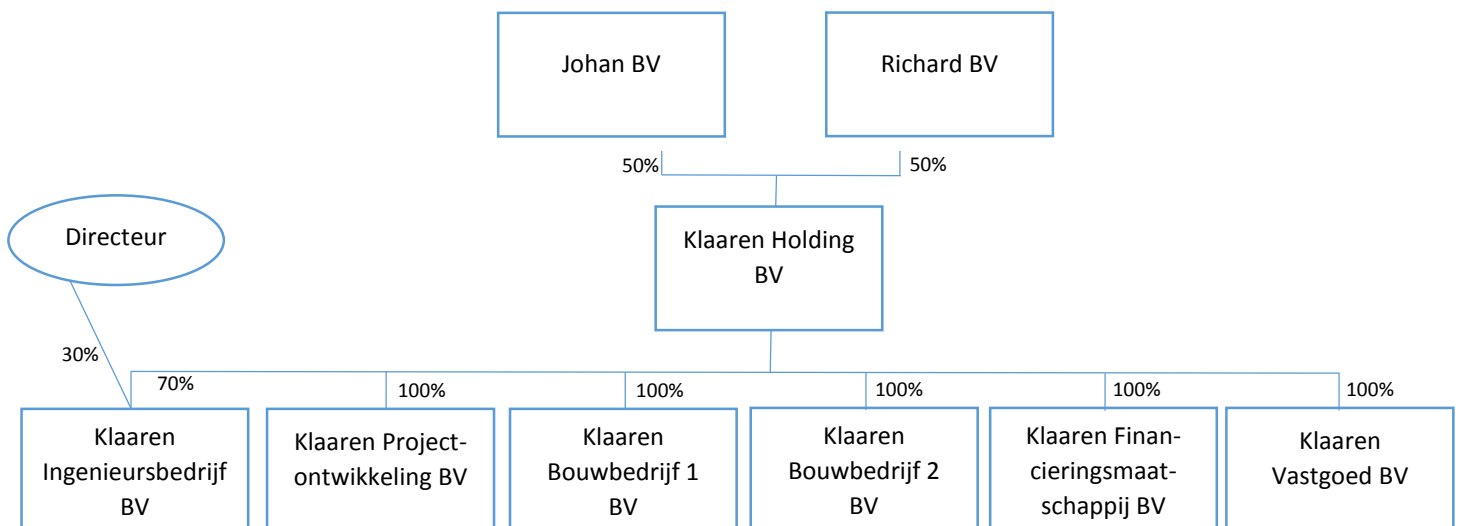 Johan BV
Richard BV
50%
50%
Directeur
Klaaren Holding
BV
30%
70%
100%
100%
100%
100%
100%
Klaaren
Ingenieursbedrijf
BV
Klaaren Project-
ontwikkeling BV
Klaaren
Bouwbedrijf 1
BV
Klaaren
Bouwbedrijf 2
BV
Klaaren Finan-
cieringsmaat-
schappij BV
Klaaren
Vastgoed BV